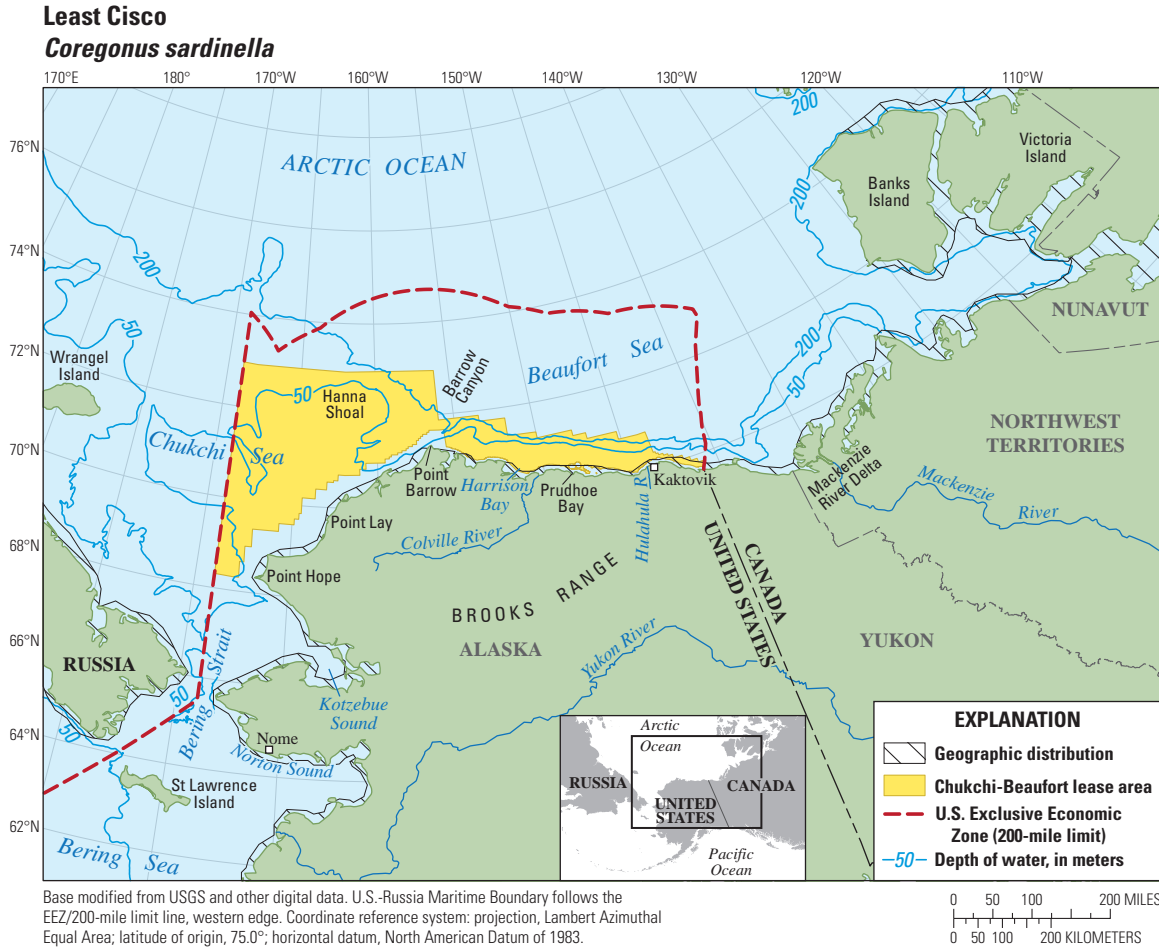 Least Cisco
Coregonus sardinella
170°E
180°
170°W
160°W
150°W
140°W
130°W
120°W
110°W
76°N
74°N
72°N
70°N
68°N
66°N
64°N
62°N
ARCTIC OCEAN
200
200
200
200
Victoria
Island
Banks
Island
NUNAVUT
50
Wrangel
Island
Beaufort Sea
Barrow
Canyon
50
Hanna
Shoal
50
Chukchi Sea
NORTHWEST
TERRITORIES
Point
Barrow
Harrison
Bay
Prudhoe
Bay
Hulahula R
Kaktovik
Mackenzie
River Delta
Mackenzie
River
Point Lay
Colville River
Point Hope
BROOKS RANGE
CANADA
UNITED STATES
ALASKA
YUKON
RUSSIA
Yukon River
Bering Strait
50
50
Kotzebue
Sound
Nome
Norton Sound
St Lawrence
Island
Bering Sea
Arctic
Ocean
RUSSIA
UNITED
STATES
CANADA
Pacific
Ocean
EXPLANATION
Geographic distribution
Chukchi-Beaufort lease area
U.S. Exclusive Economic
Zone (200-mile limit)
50 Depth of water, in meters
Base modified from USGS and other digital data. U.S.-Russia Maritime Boundary follows the
EEZ/200-mile limit line, western edge. Coordinate reference system: projection, Lambert Azimuthal
Equal Area; latitude of origin, 75.0°; horizontal datum, North American Datum of 1983.
0 50 100 200 MILES
0 50 100 200 KILOMETERS